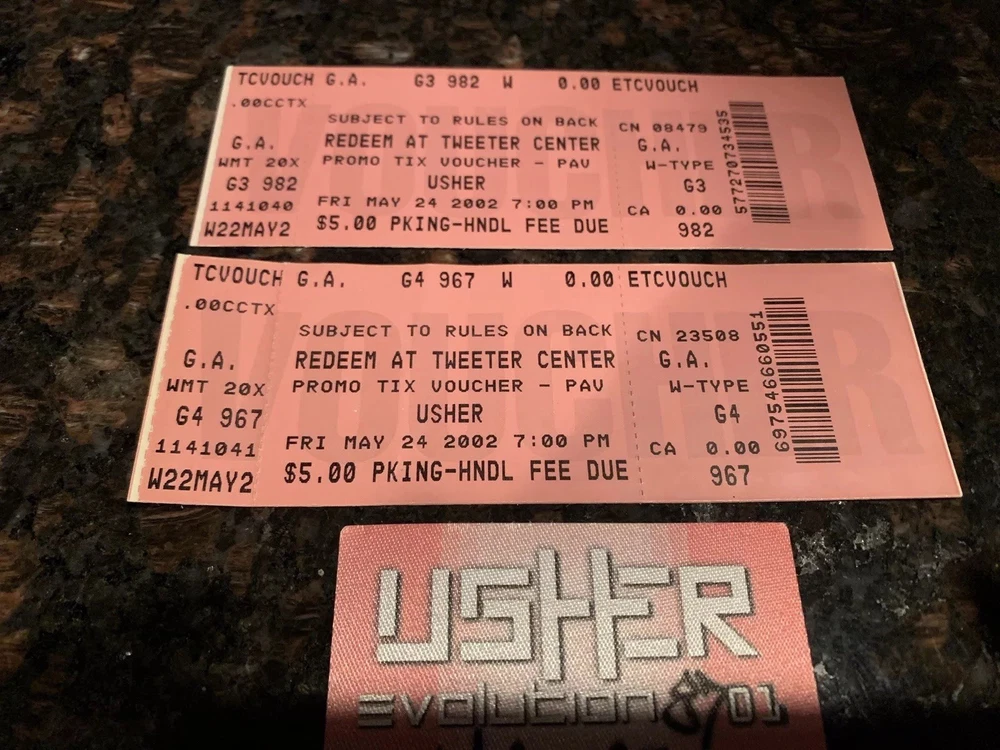 TCVOUCH G.A. G3 982 W 0.00 ETCVOUCH
.00CCTX
SUBJECT TO RULES ON BACK CN 08479
G.A. REDEEM AT TWEETER CENTER G.A.
WMT 20X PROMO TIX VOUCHER - PAV W-TYPE
G3 982 USHER G3
1141040 FRI MAY 24 2002 7:00 PM CA 0.00
W22MAY2 $5.00 PKING-HNDL FEE DUE 982
577270734535
VOUCHER
TCVOUCH G.A. G4 967 W 0.00 ETCVOUCH
.00CCTX
SUBJECT TO RULES ON BACK CN 23508
G.A. REDEEM AT TWEETER CENTER G.A.
WMT 20X PROMO TIX VOUCHER - PAV W-TYPE
G4 967 USHER G4
1141041 FRI MAY 24 2002 7:00 PM CA 0.00
W22MAY2 $5.00 PKING-HNDL FEE DUE 967
697546660551
VOUCHER
USHER
Evolution 01